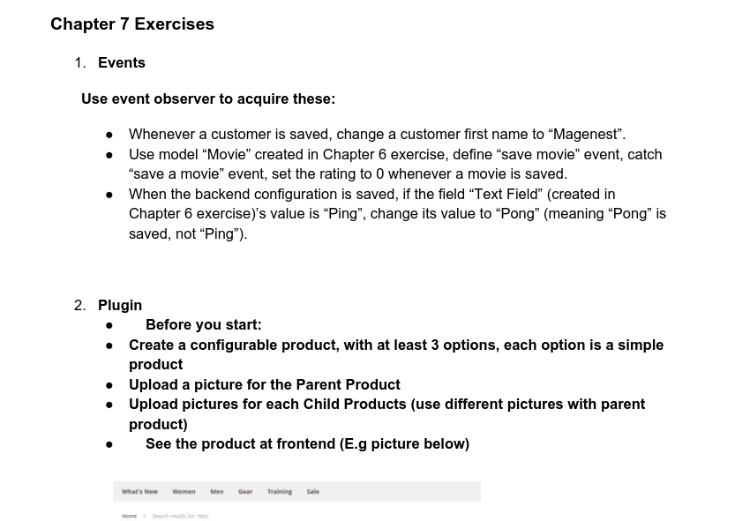 Chapter 7 Exercises
1. Events
Use event observer to acquire these:
● Whenever a customer is saved, change a customer first name to “Magenest”.
● Use model “Movie” created in Chapter 6 exercise, define “save movie” event, catch
“save a movie” event, set the rating to 0 whenever a movie is saved.
● When the backend configuration is saved, if the field “Text Field” (created in
Chapter 6 exercise)’s value is “Ping”, change its value to “Pong” (meaning “Pong” is
saved, not “Ping”).
2. Plugin
● Before you start:
● Create a configurable product, with at least 3 options, each option is a simple
product
● Upload a picture for the Parent Product
● Upload pictures for each Child Products (use different pictures with parent
product)
● See the product at frontend (E.g picture below)
What's New Women Men Gear Training Sale
Home > Search results for: 'test'